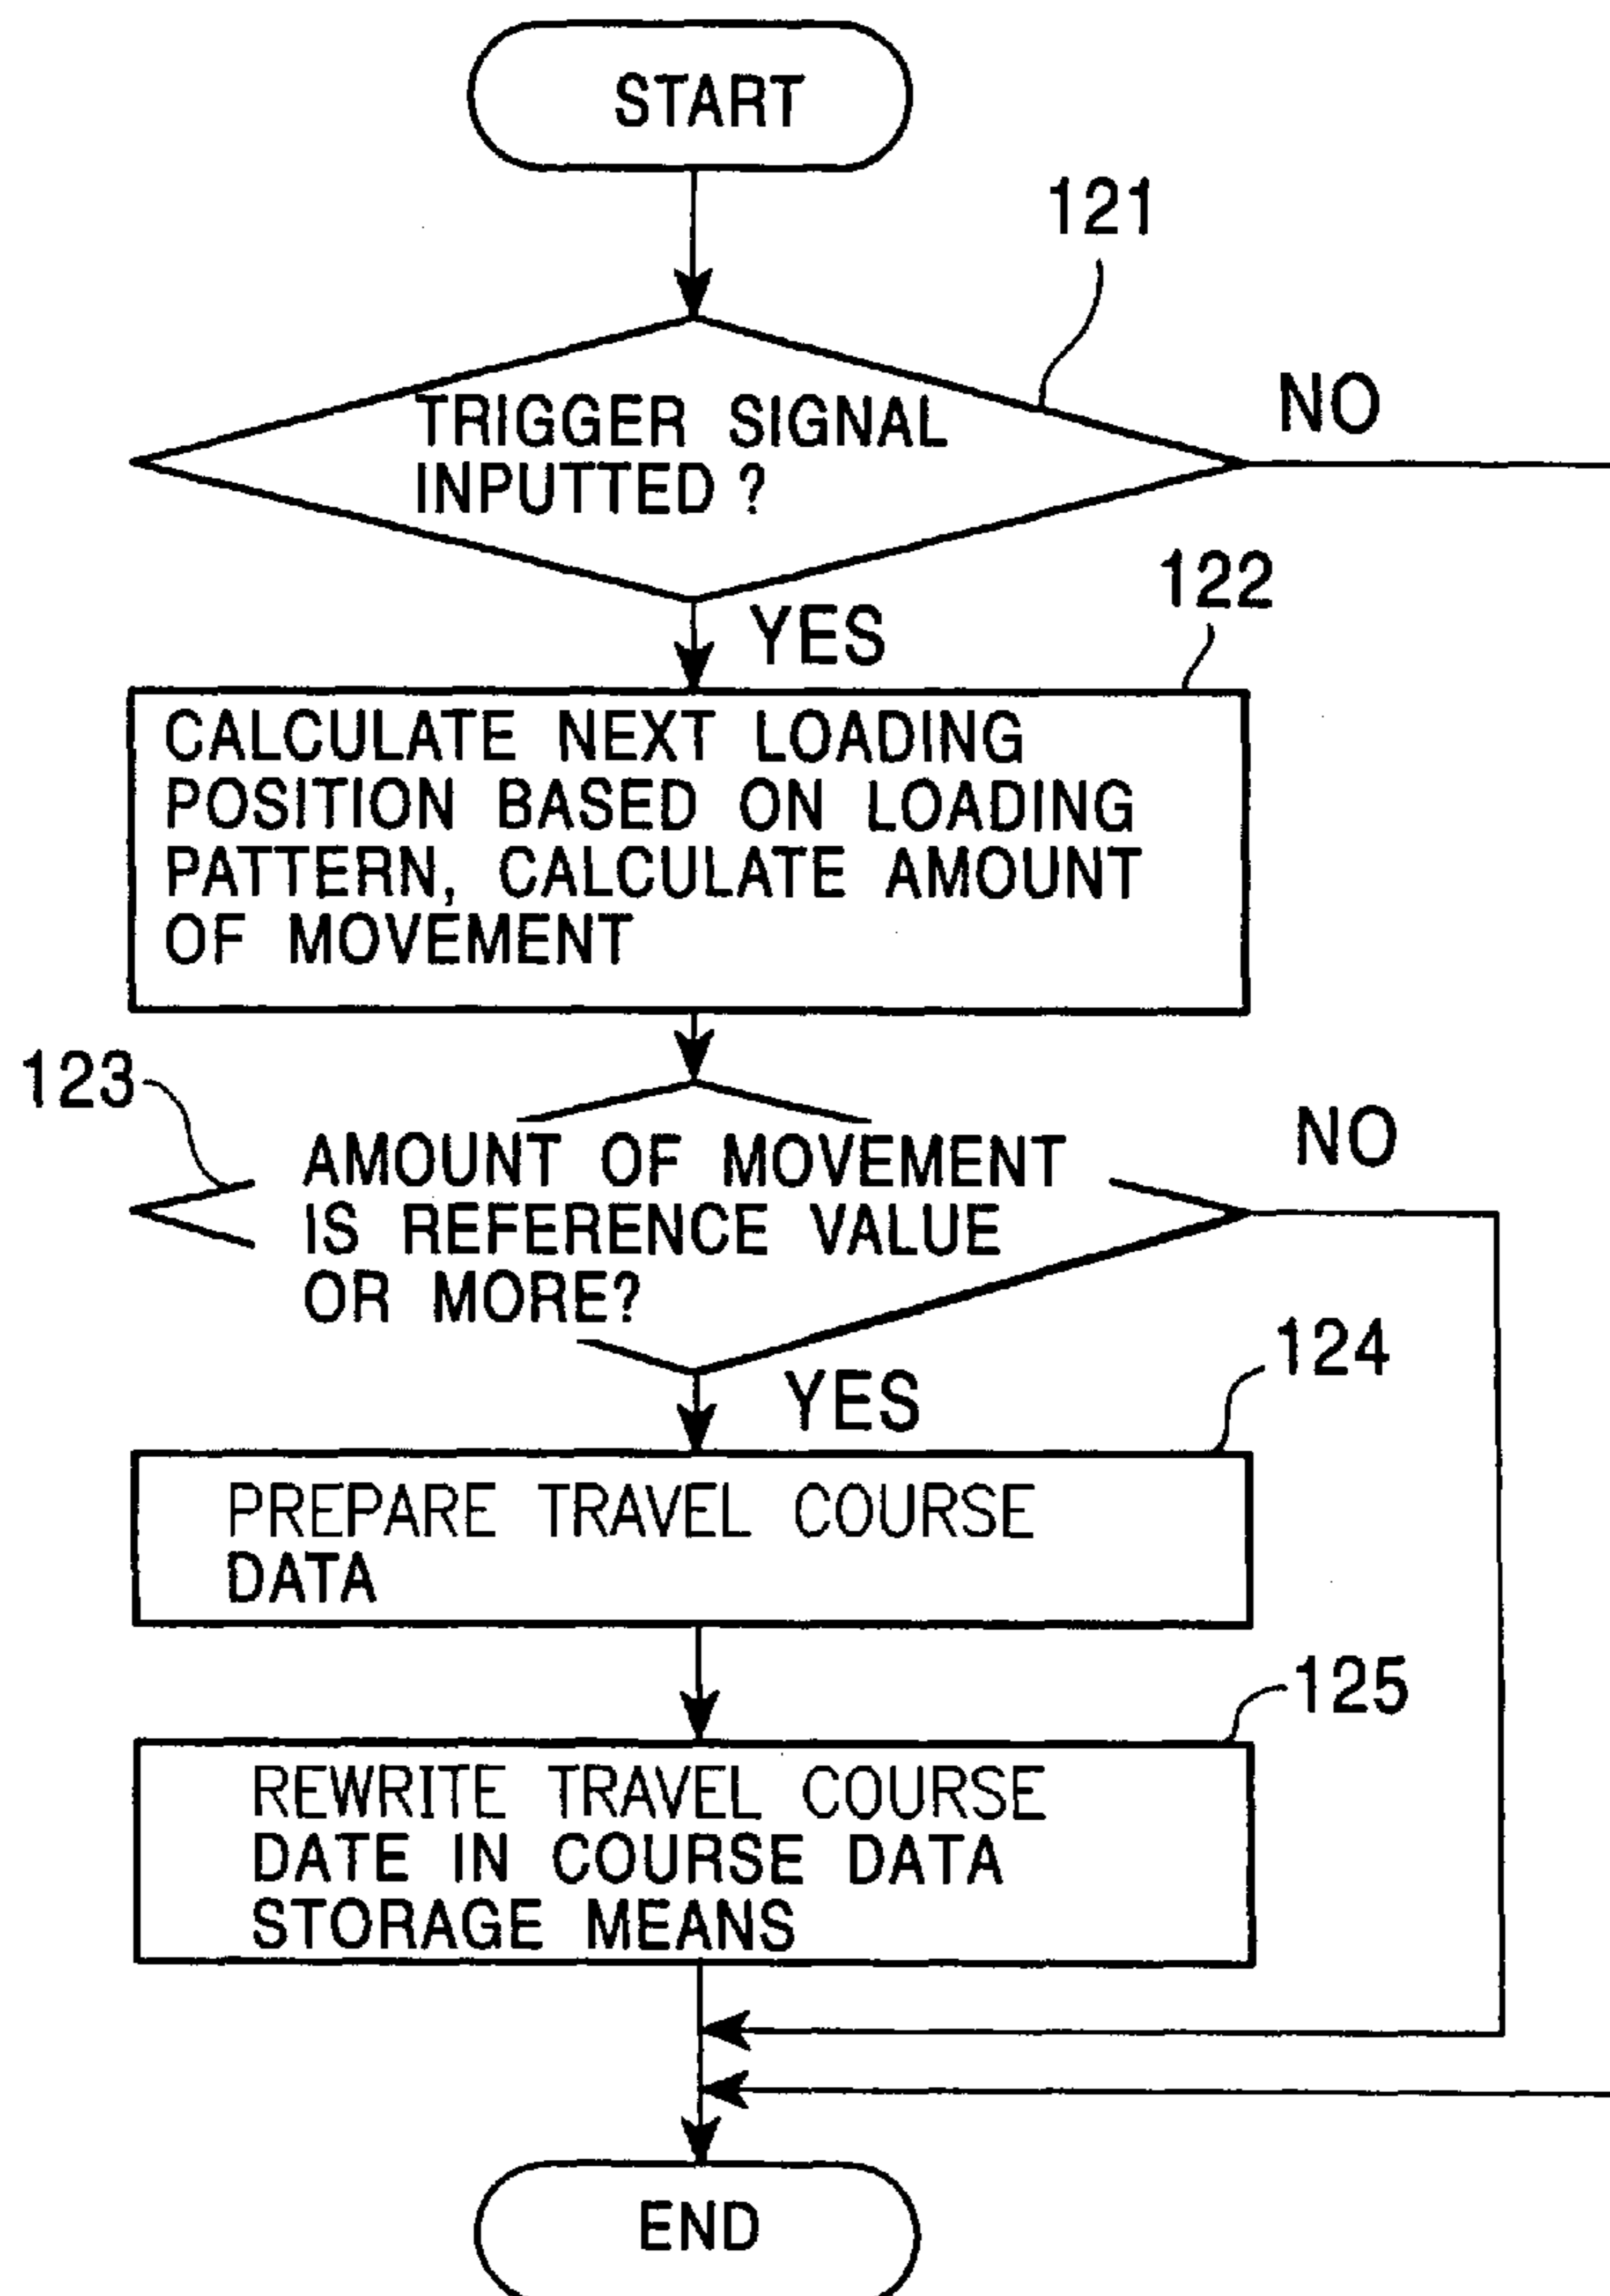 START
121
TRIGGER SIGNAL
INPUTTED ?
NO
YES
122
CALCULATE NEXT LOADING
POSITION BASED ON LOADING
PATTERN, CALCULATE AMOUNT
OF MOVEMENT
123
AMOUNT OF MOVEMENT
IS REFERENCE VALUE
OR MORE?
NO
YES
124
PREPARE TRAVEL COURSE
DATA
125
REWRITE TRAVEL COURSE
DATE IN COURSE DATA
STORAGE MEANS
END